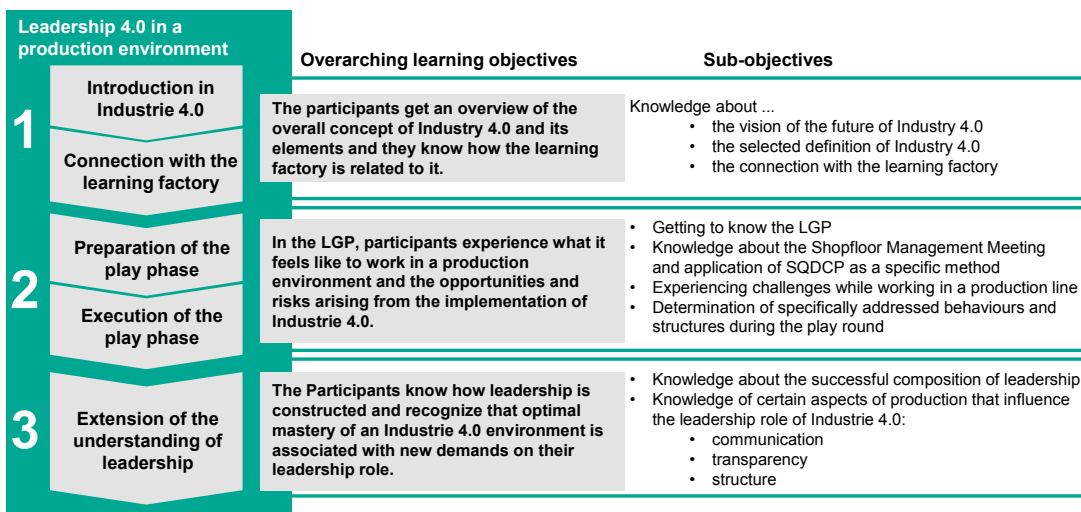 Leadership 4.0 in a
production environment
Overarching learning objectives
Sub-objectives
1
Introduction in
Industrie 4.0
Connection with the
learning factory
The participants get an overview of the
overall concept of Industry 4.0 and its
elements and they know how the learning
factory is related to it.
Knowledge about ...
• the vision of the future of Industry 4.0
• the selected definition of Industry 4.0
• the connection with the learning factory
2
Preparation of the
play phase
Execution of the
play phase
In the LGP, participants experience what it
feels like to work in a production
environment and the opportunities and
risks arising from the implementation of
Industrie 4.0.
• Getting to know the LGP
• Knowledge about the Shopfloor Management Meeting
and application of SQDCP as a specific method
• Experiencing challenges while working in a production line
• Determination of specifically addressed behaviours and
structures during the play round
3
Extension of the
understanding of
leadership
The Participants know how leadership is
constructed and recognize that optimal
mastery of an Industrie 4.0 environment is
associated with new demands on their
leadership role.
• Knowledge about the successful composition of leadership
• Knowledge of certain aspects of production that influence
the leadership role of Industrie 4.0:
• communication
• transparency
• structure